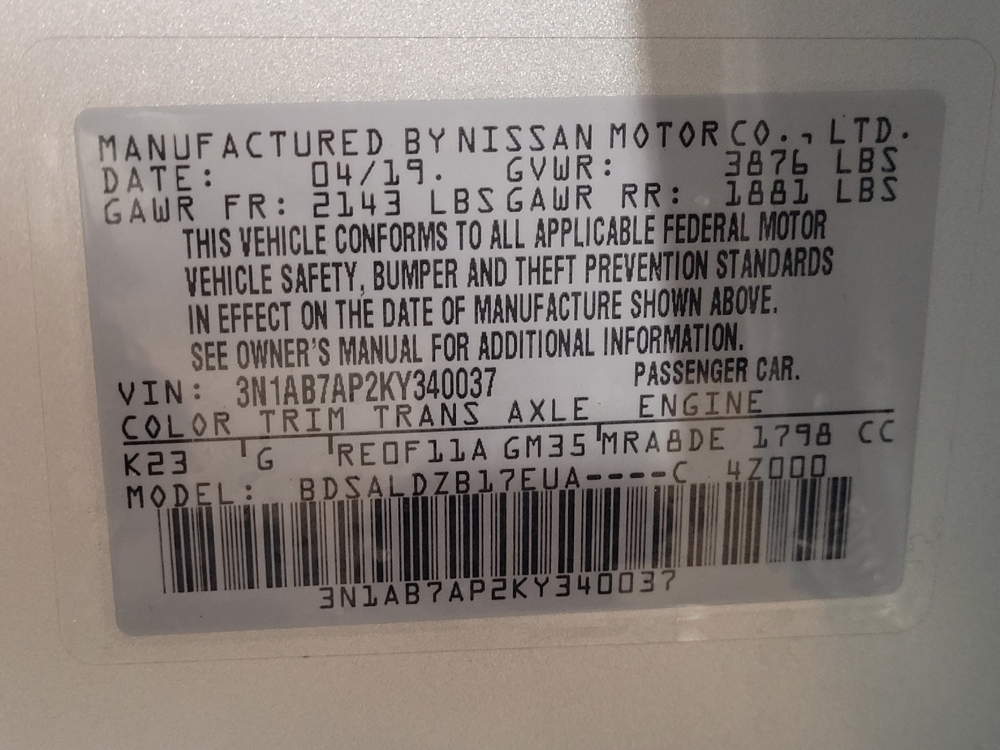 MANUFACTURED BY NISSAN MOTOR CO., LTD.
DATE: 04/19. GVWR: 3876 LBS
GAWR FR: 2143 LBS GAWR RR: 1881 LBS
THIS VEHICLE CONFORMS TO ALL APPLICABLE FEDERAL MOTOR
VEHICLE SAFETY, BUMPER AND THEFT PREVENTION STANDARDS
IN EFFECT ON THE DATE OF MANUFACTURE SHOWN ABOVE.
SEE OWNER'S MANUAL FOR ADDITIONAL INFORMATION.
VIN: 3N1AB7AP2KY340037 PASSENGER CAR.
COLOR TRIM TRANS AXLE ENGINE
K23 G RE0F11A GM35 MRA8DE 1798 CC
MODEL: BDSALDZB17EUA----C 4Z000
3N1AB7AP2KY340037